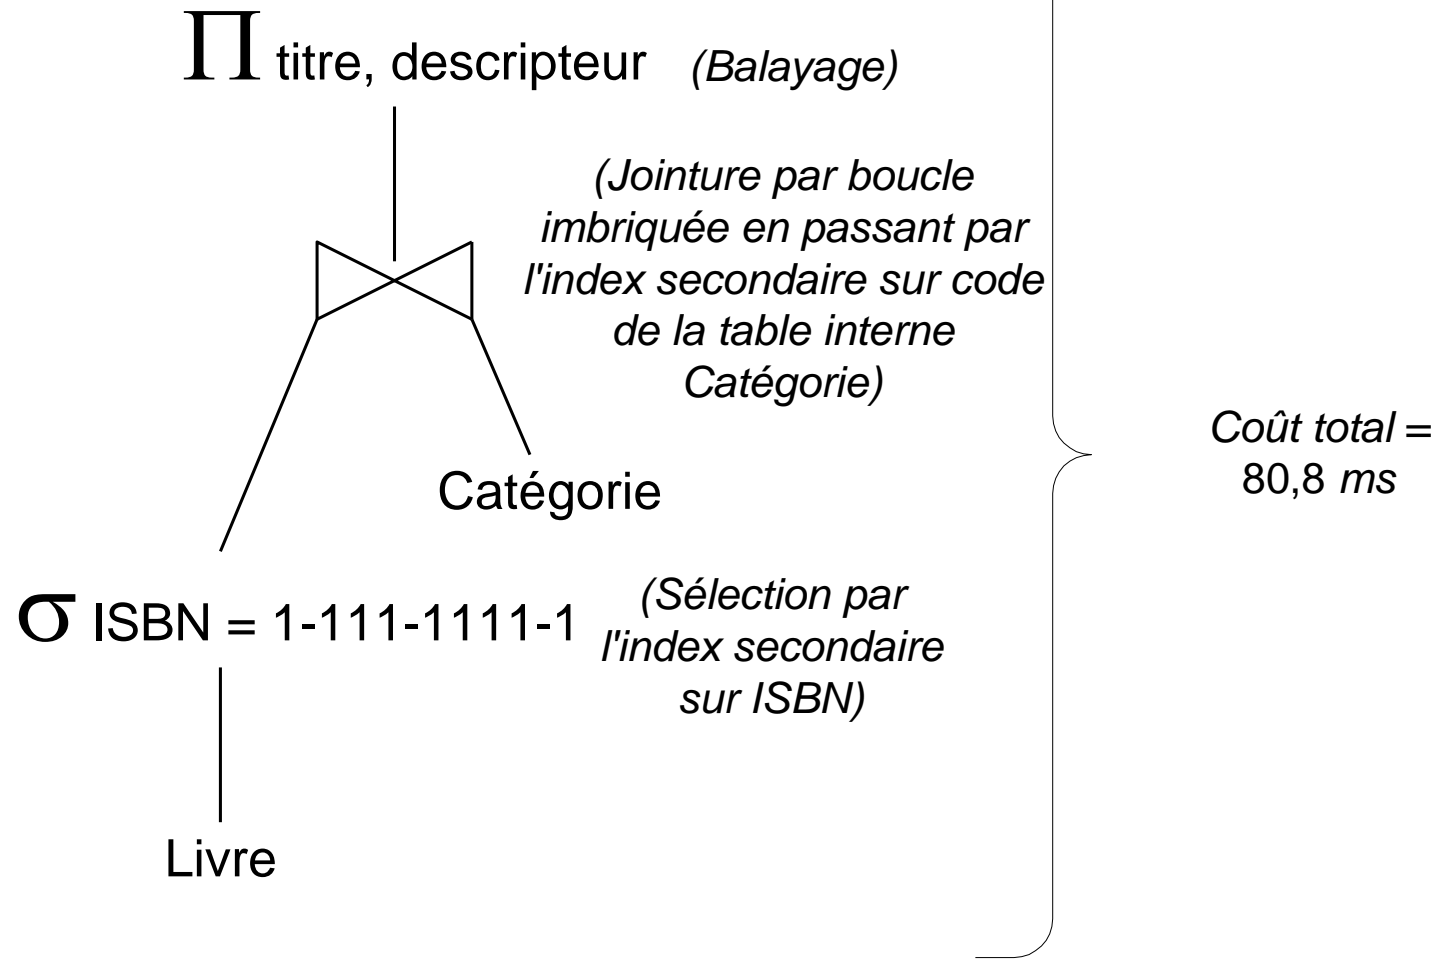 Π titre, descripteur (Balayage)
(Jointure par boucle
imbriquée en passant par
l'index secondaire sur code
de la table interne
Catégorie)
Coût total =
80,8 ms
Catégorie
σ ISBN = 1-111-1111-1
(Sélection par
l'index secondaire
sur ISBN)
Livre